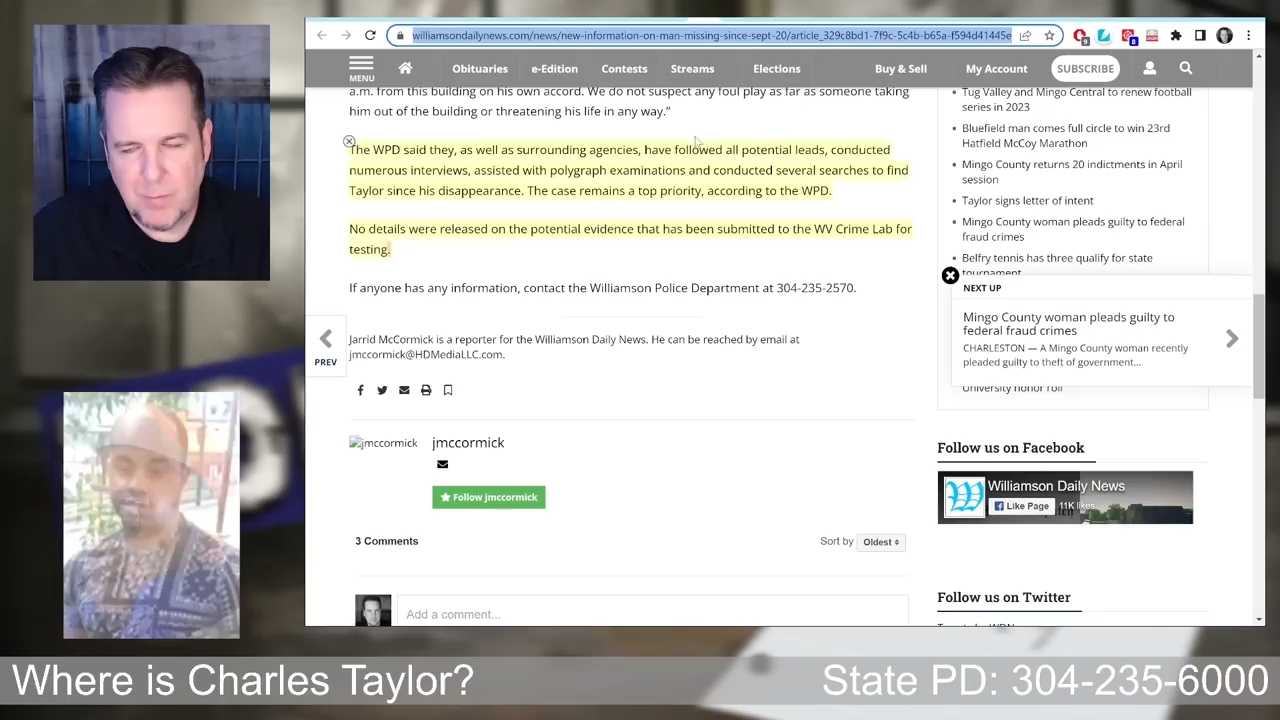 williamsondailynews.com/news/new-information-on-man-missing-since-sept-20/article_329c8bd1-7f9c-5c4b-b65a-f594d41445e
9
8
MENU
Obituaries
e-Edition
Contests
Streams
Elections
Buy & Sell
My Account
SUBSCRIBE
a.m. from this building on his own accord. We do not suspect any foul play as far as someone taking
him out of the building or threatening his life in any way.”
The WPD said they, as well as surrounding agencies, have followed all potential leads, conducted
numerous interviews, assisted with polygraph examinations and conducted several searches to find
Taylor since his disappearance. The case remains a top priority, according to the WPD.
No details were released on the potential evidence that has been submitted to the WV Crime Lab for
testing.
If anyone has any information, contact the Williamson Police Department at 304-235-2570.
PREV
Jarrid McCormick is a reporter for the Williamson Daily News. He can be reached by email at
jmccormick@HDMediaLLC.com.
jmccormick
jmccormick
Follow jmccormick
3 Comments
Sort by
Oldest
Add a comment...
Tug Valley and Mingo Central to renew football
series in 2023
Bluefield man comes full circle to win 23rd
Hatfield McCoy Marathon
Mingo County returns 20 indictments in April
session
Taylor signs letter of intent
Mingo County woman pleads guilty to federal
fraud crimes
Belfry tennis has three qualify for state
tournament
NEXT UP
Mingo County woman pleads guilty to
federal fraud crimes
CHARLESTON — A Mingo County woman recently
pleaded guilty to theft of government...
University honor roll
Follow us on Facebook
Williamson Daily News
Like Page
11K likes
Follow us on Twitter
Where is Charles Taylor?
State PD: 304-235-6000